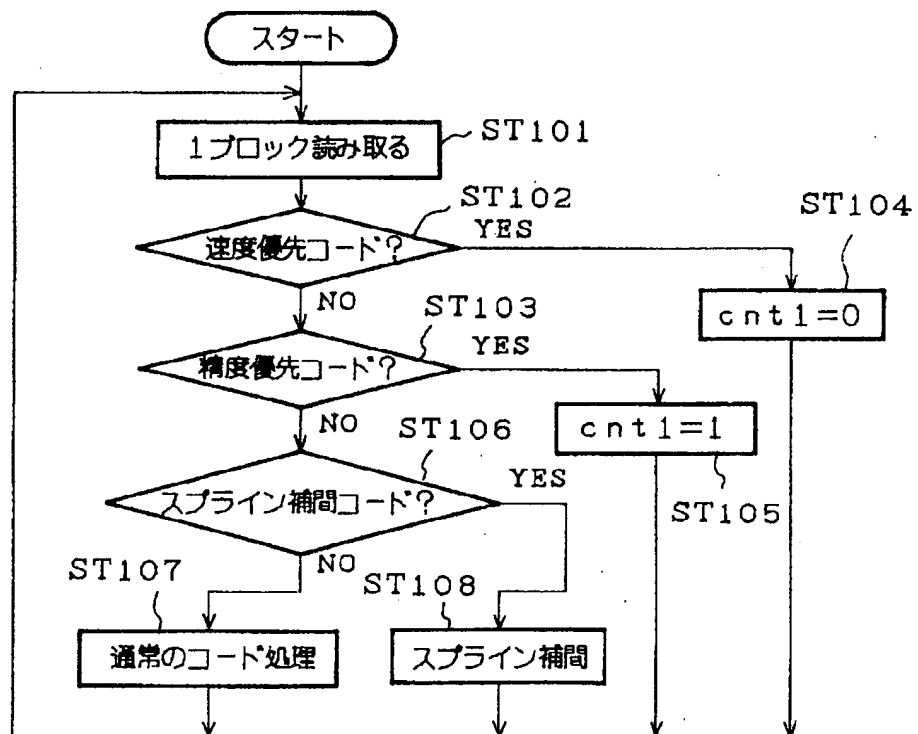 スタート
1ブロック読み取る
ST101
ST102
速度優先コード?
YES
ST104
NO
cnt1=0
ST103
精度優先コード?
YES
NO
cnt1=1
ST105
ST106
スプライン補間コード?
YES
NO
ST107
ST108
通常のコード処理
スプライン補間